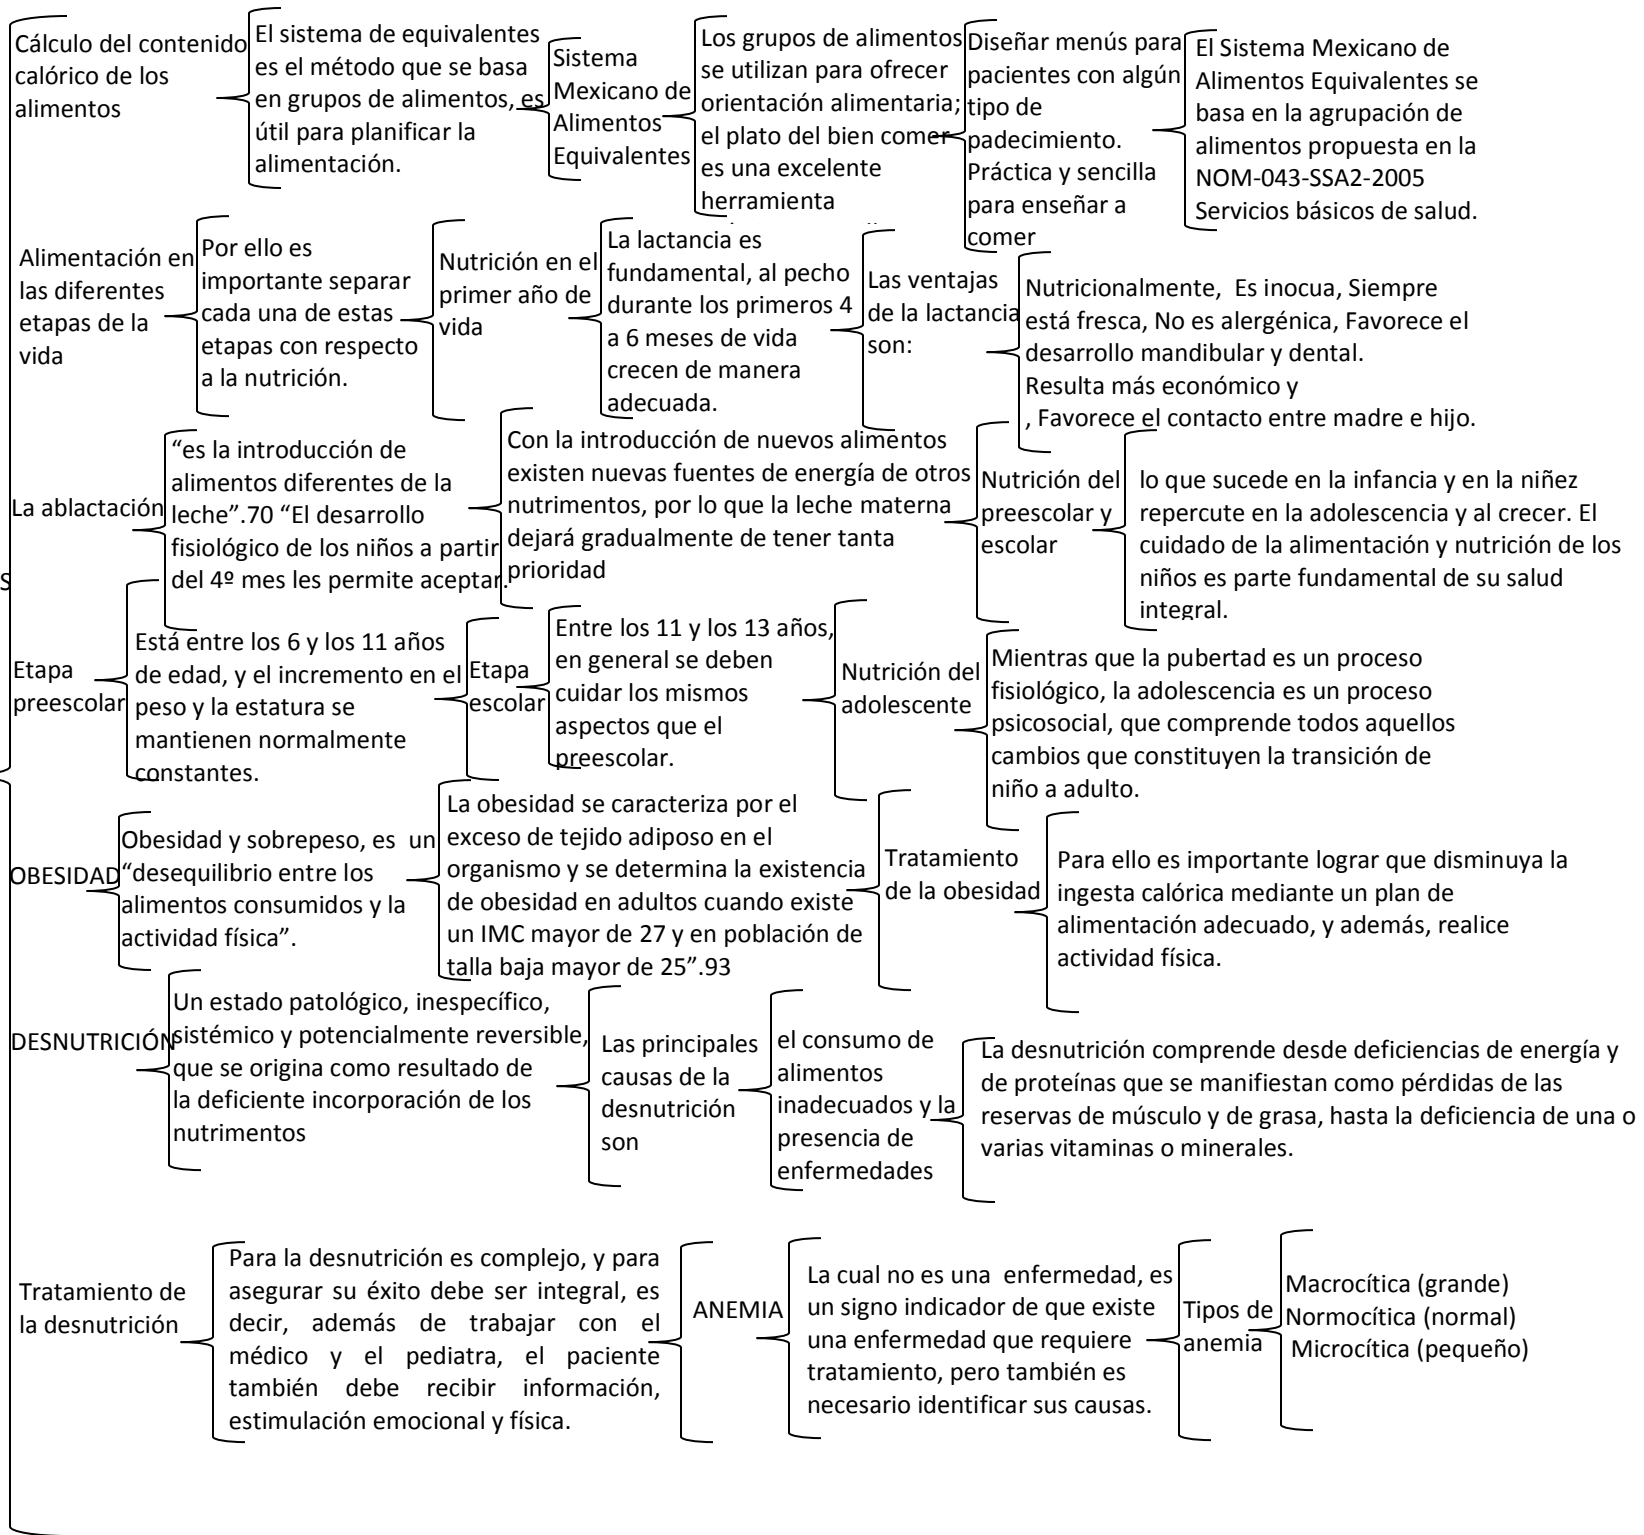 Cálculo del contenido
calórico de los
alimentos
El sistema de equivalentes
es el método que se basa
en grupos de alimentos, es
útil para planificar la
alimentación.
Sistema
Mexicano de
Alimentos
Equivalentes
Los grupos de alimentos
se utilizan para ofrecer
orientación alimentaria;
el plato del bien comer
es una excelente
herramienta
Diseñar menús para
pacientes con algún
tipo de
padecimiento.
Práctica y sencilla
para enseñar a
comer
El Sistema Mexicano de
Alimentos Equivalentes se
basa en la agrupación de
alimentos propuesta en la
NOM-043-SSA2-2005
Servicios básicos de salud.
Alimentación en
las diferentes
etapas de la
vida
Por ello es
importante separar
cada una de estas
etapas con respecto
a la nutrición.
Nutrición en el
primer año de
vida
La lactancia es
fundamental, al pecho
durante los primeros 4
a 6 meses de vida
crecen de manera
adecuada.
Las ventajas
de la lactancia
son:
Nutricionalmente,  Es inocua, Siempre
está fresca, No es alergénica, Favorece el
desarrollo mandibular y dental.
Resulta más económico y
, Favorece el contacto entre madre e hijo.
La ablactación
“es la introducción de
alimentos diferentes de la
leche”.70 “El desarrollo
fisiológico de los niños a partir
del 4º mes les permite aceptar.
Con la introducción de nuevos alimentos
existen nuevas fuentes de energía de otros
nutrimentos, por lo que la leche materna
dejará gradualmente de tener tanta
prioridad
Nutrición del
preescolar y
escolar
lo que sucede en la infancia y en la niñez
repercute en la adolescencia y al crecer. El
cuidado de la alimentación y nutrición de los
niños es parte fundamental de su salud
integral.
S
Etapa
preescolar
Está entre los 6 y los 11 años
de edad, y el incremento en el
peso y la estatura se
mantienen normalmente
constantes.
Etapa
escolar
Entre los 11 y los 13 años,
en general se deben
cuidar los mismos
aspectos que el
preescolar.
Nutrición del
adolescente
Mientras que la pubertad es un proceso
fisiológico, la adolescencia es un proceso
psicosocial, que comprende todos aquellos
cambios que constituyen la transición de
niño a adulto.
OBESIDAD
Obesidad y sobrepeso, es  un
“desequilibrio entre los
alimentos consumidos y la
actividad física”.
La obesidad se caracteriza por el
exceso de tejido adiposo en el
organismo y se determina la existencia
de obesidad en adultos cuando existe
un IMC mayor de 27 y en población de
talla baja mayor de 25”.93
Tratamiento
de la obesidad
Para ello es importante lograr que disminuya la
ingesta calórica mediante un plan de
alimentación adecuado, y además, realice
actividad física.
DESNUTRICIÓN
Un estado patológico, inespecífico,
sistémico y potencialmente reversible,
que se origina como resultado de
la deficiente incorporación de los
nutrimentos
Las principales
causas de la
desnutrición
son
el consumo de
alimentos
inadecuados y la
presencia de
enfermedades
La desnutrición comprende desde deficiencias de energía y
de proteínas que se manifiestan como pérdidas de las
reservas de músculo y de grasa, hasta la deficiencia de una o
varias vitaminas o minerales.
Tratamiento de
la desnutrición
Para la desnutrición es complejo, y para
asegurar su éxito debe ser integral, es
decir, además de trabajar con el
médico y el pediatra, el paciente
también debe recibir información,
estimulación emocional y física.
ANEMIA
La cual no es una  enfermedad, es
un signo indicador de que existe
una enfermedad que requiere
tratamiento, pero también es
necesario identificar sus causas.
Tipos de
anemia
Macrocítica (grande)
Normocítica (normal)
Microcítica (pequeño)